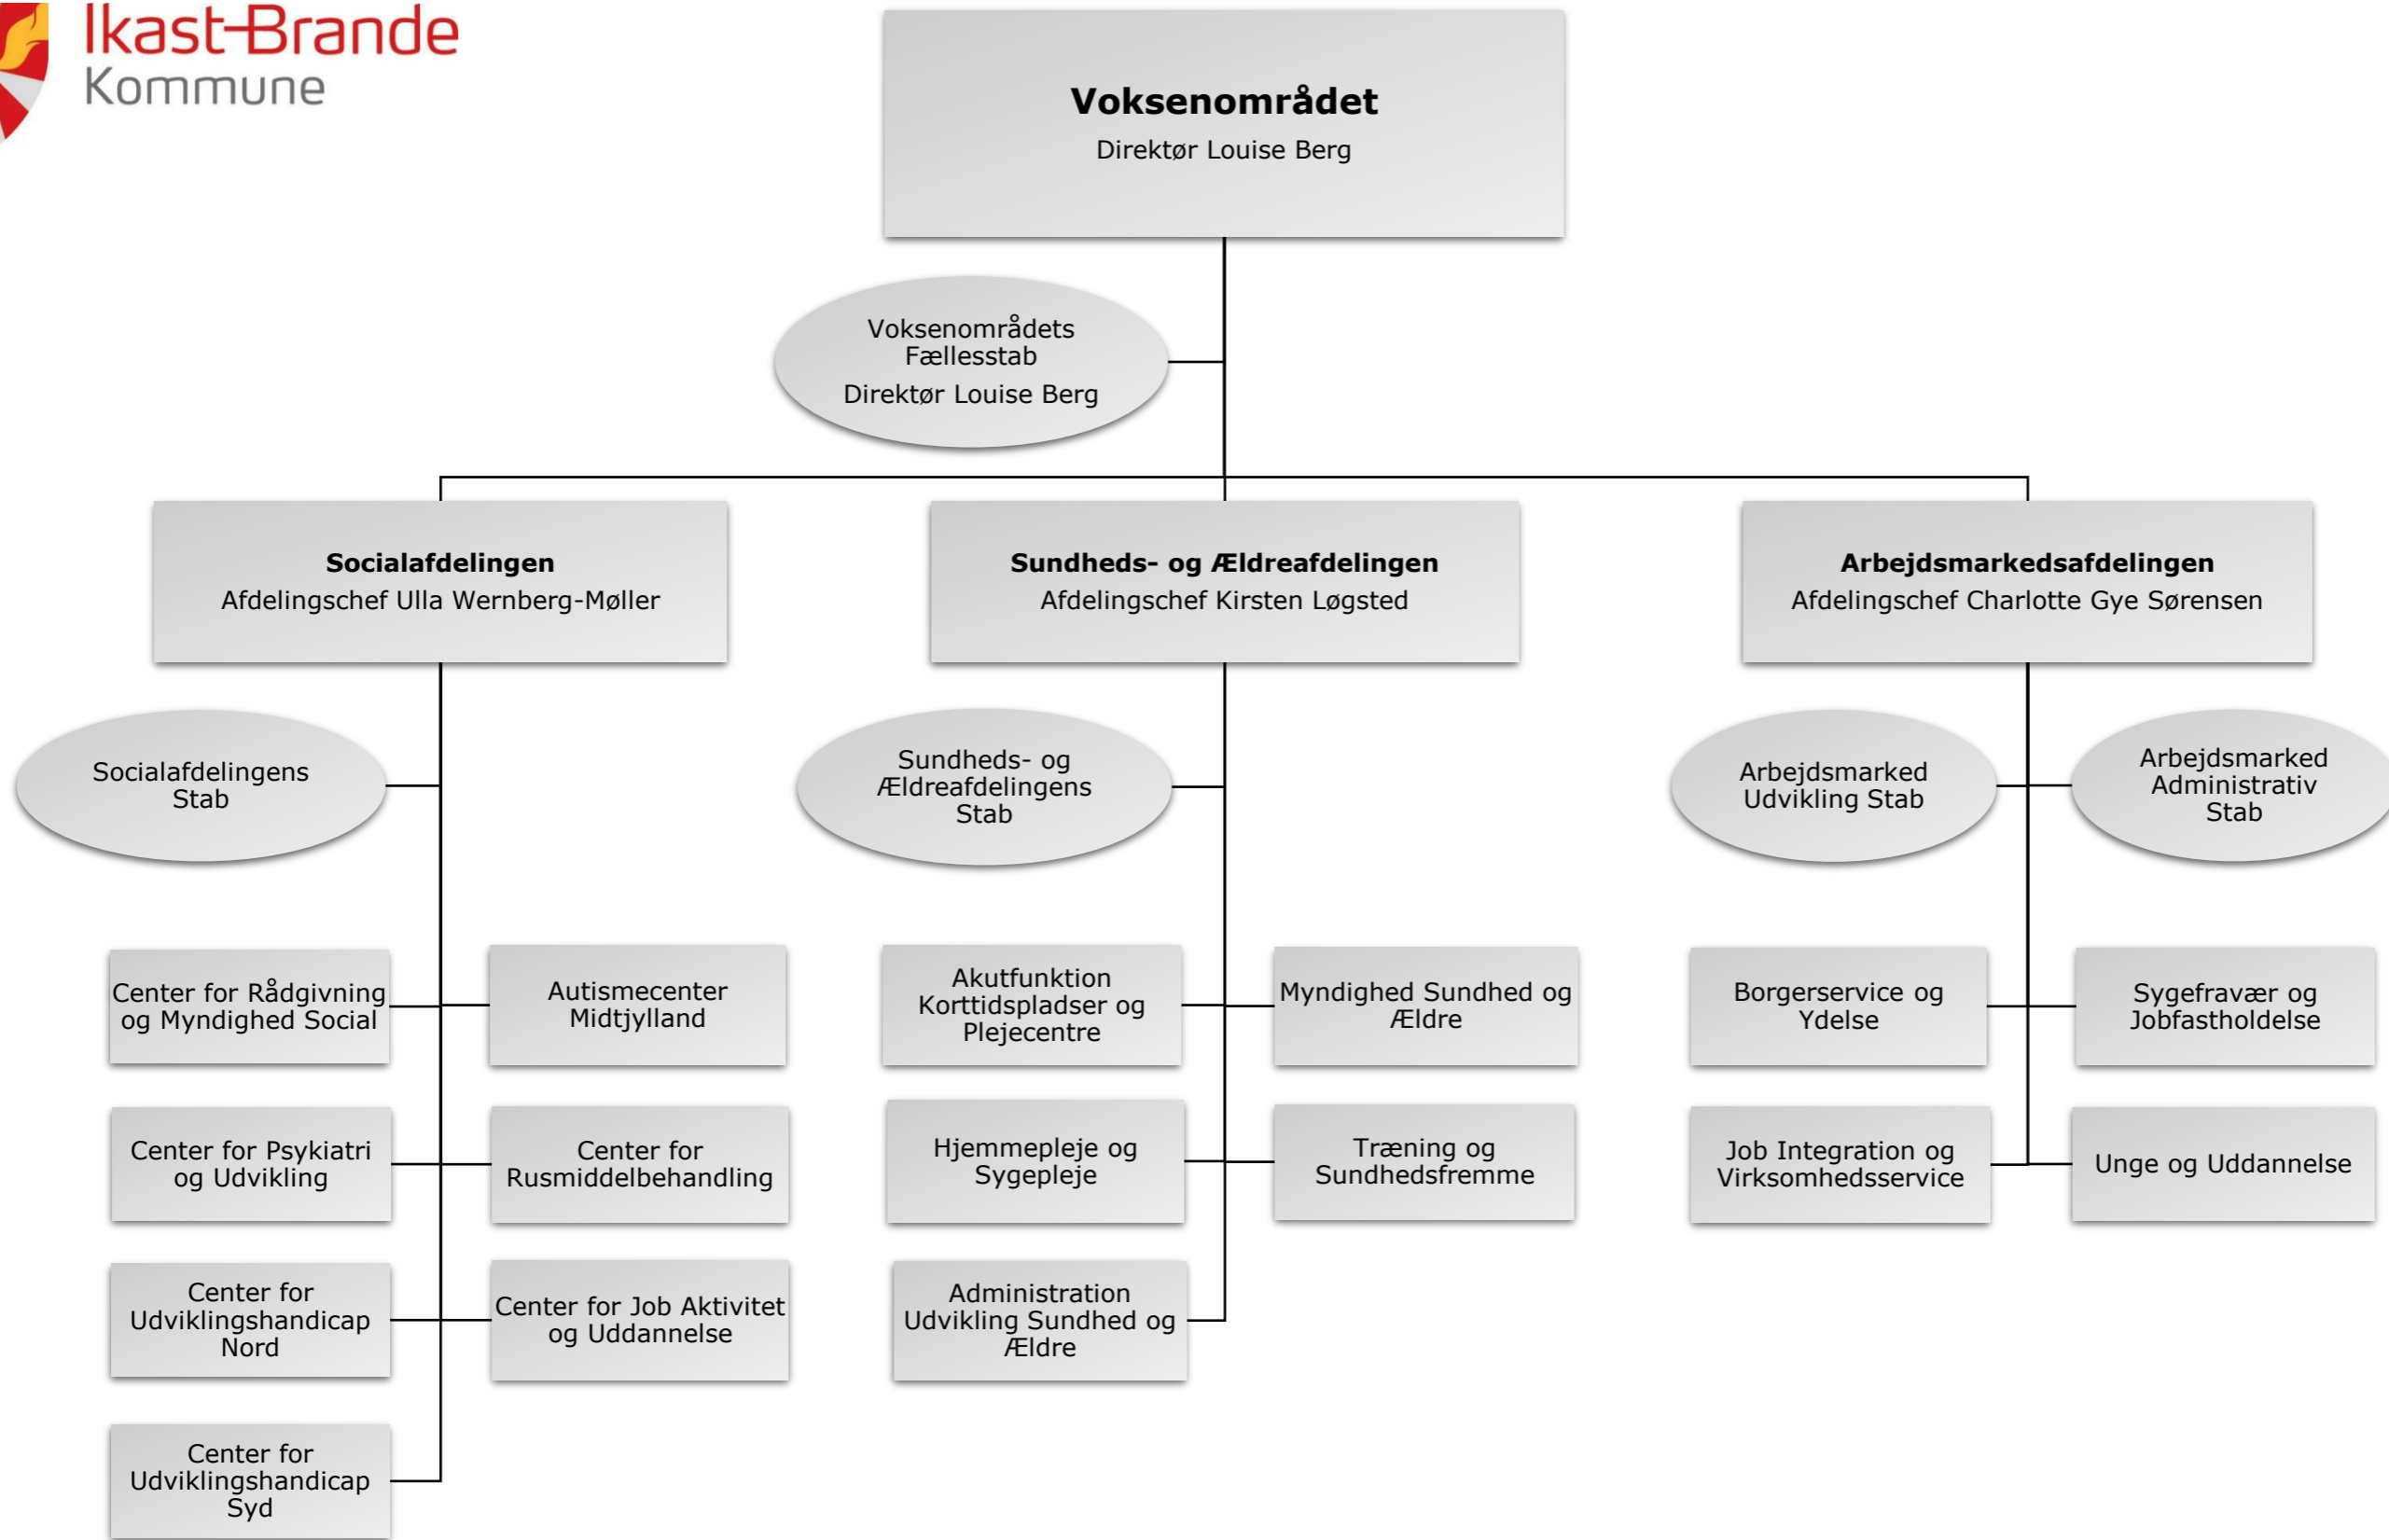 Ikast-Brande
Kommune
Voksenområdet
Direktør Louise Berg
Voksenområdets
Fællesstab
Direktør Louise Berg
Socialafdelingen
Afdelingschef Ulla Wernberg-Møller
Sundheds- og Ældreafdelingen
Afdelingschef Kirsten Løgsted
Arbejdsmarkedsafdelingen
Afdelingschef Charlotte Gye Sørensen
Socialafdelingens
Stab
Sundheds- og
Ældreafdelingens
Stab
Arbejdsmarked
Udvikling Stab
Arbejdsmarked
Administrativ
Stab
Center for Rådgivning
og Myndighed Social
Autismecenter
Midtjylland
Akutfunktion
Korttidspladser og
Plejecentre
Myndighed Sundhed og
Ældre
Borgerservice og
Ydelse
Sygefravær og
Jobfastholdelse
Center for Psykiatri
og Udvikling
Center for
Rusmiddelbehandling
Hjemmepleje og
Sygepleje
Træning og
Sundhedsfremme
Job Integration og
Virksomhedsservice
Unge og Uddannelse
Center for
Udviklingshandicap
Nord
Center for Job Aktivitet
og Uddannelse
Administration
Udvikling Sundhed og
Ældre
Center for
Udviklingshandicap
Syd